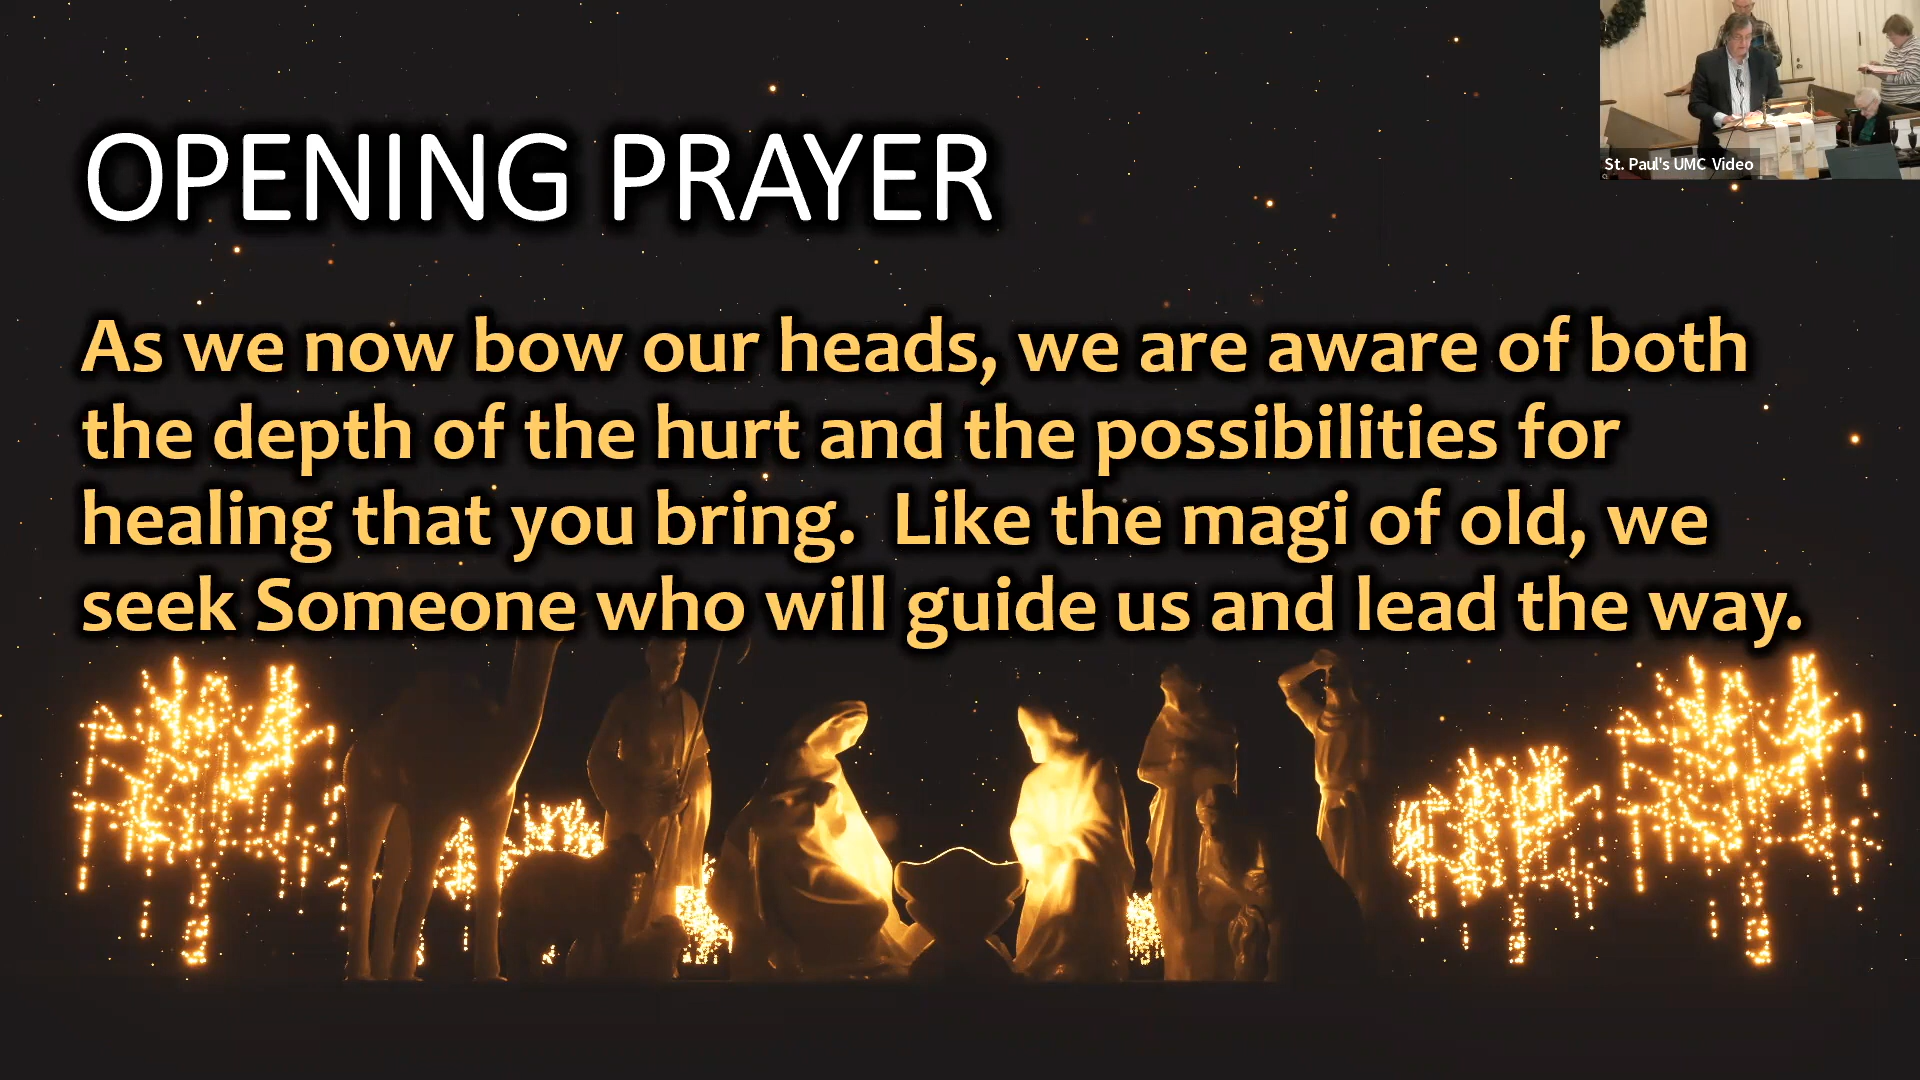 OPENING PRAYER
St. Paul's UMC Video
As we now bow our heads, we are aware of both
the depth of the hurt and the possibilities for
healing that you bring.  Like the magi of old, we
seek Someone who will guide us and lead the way.